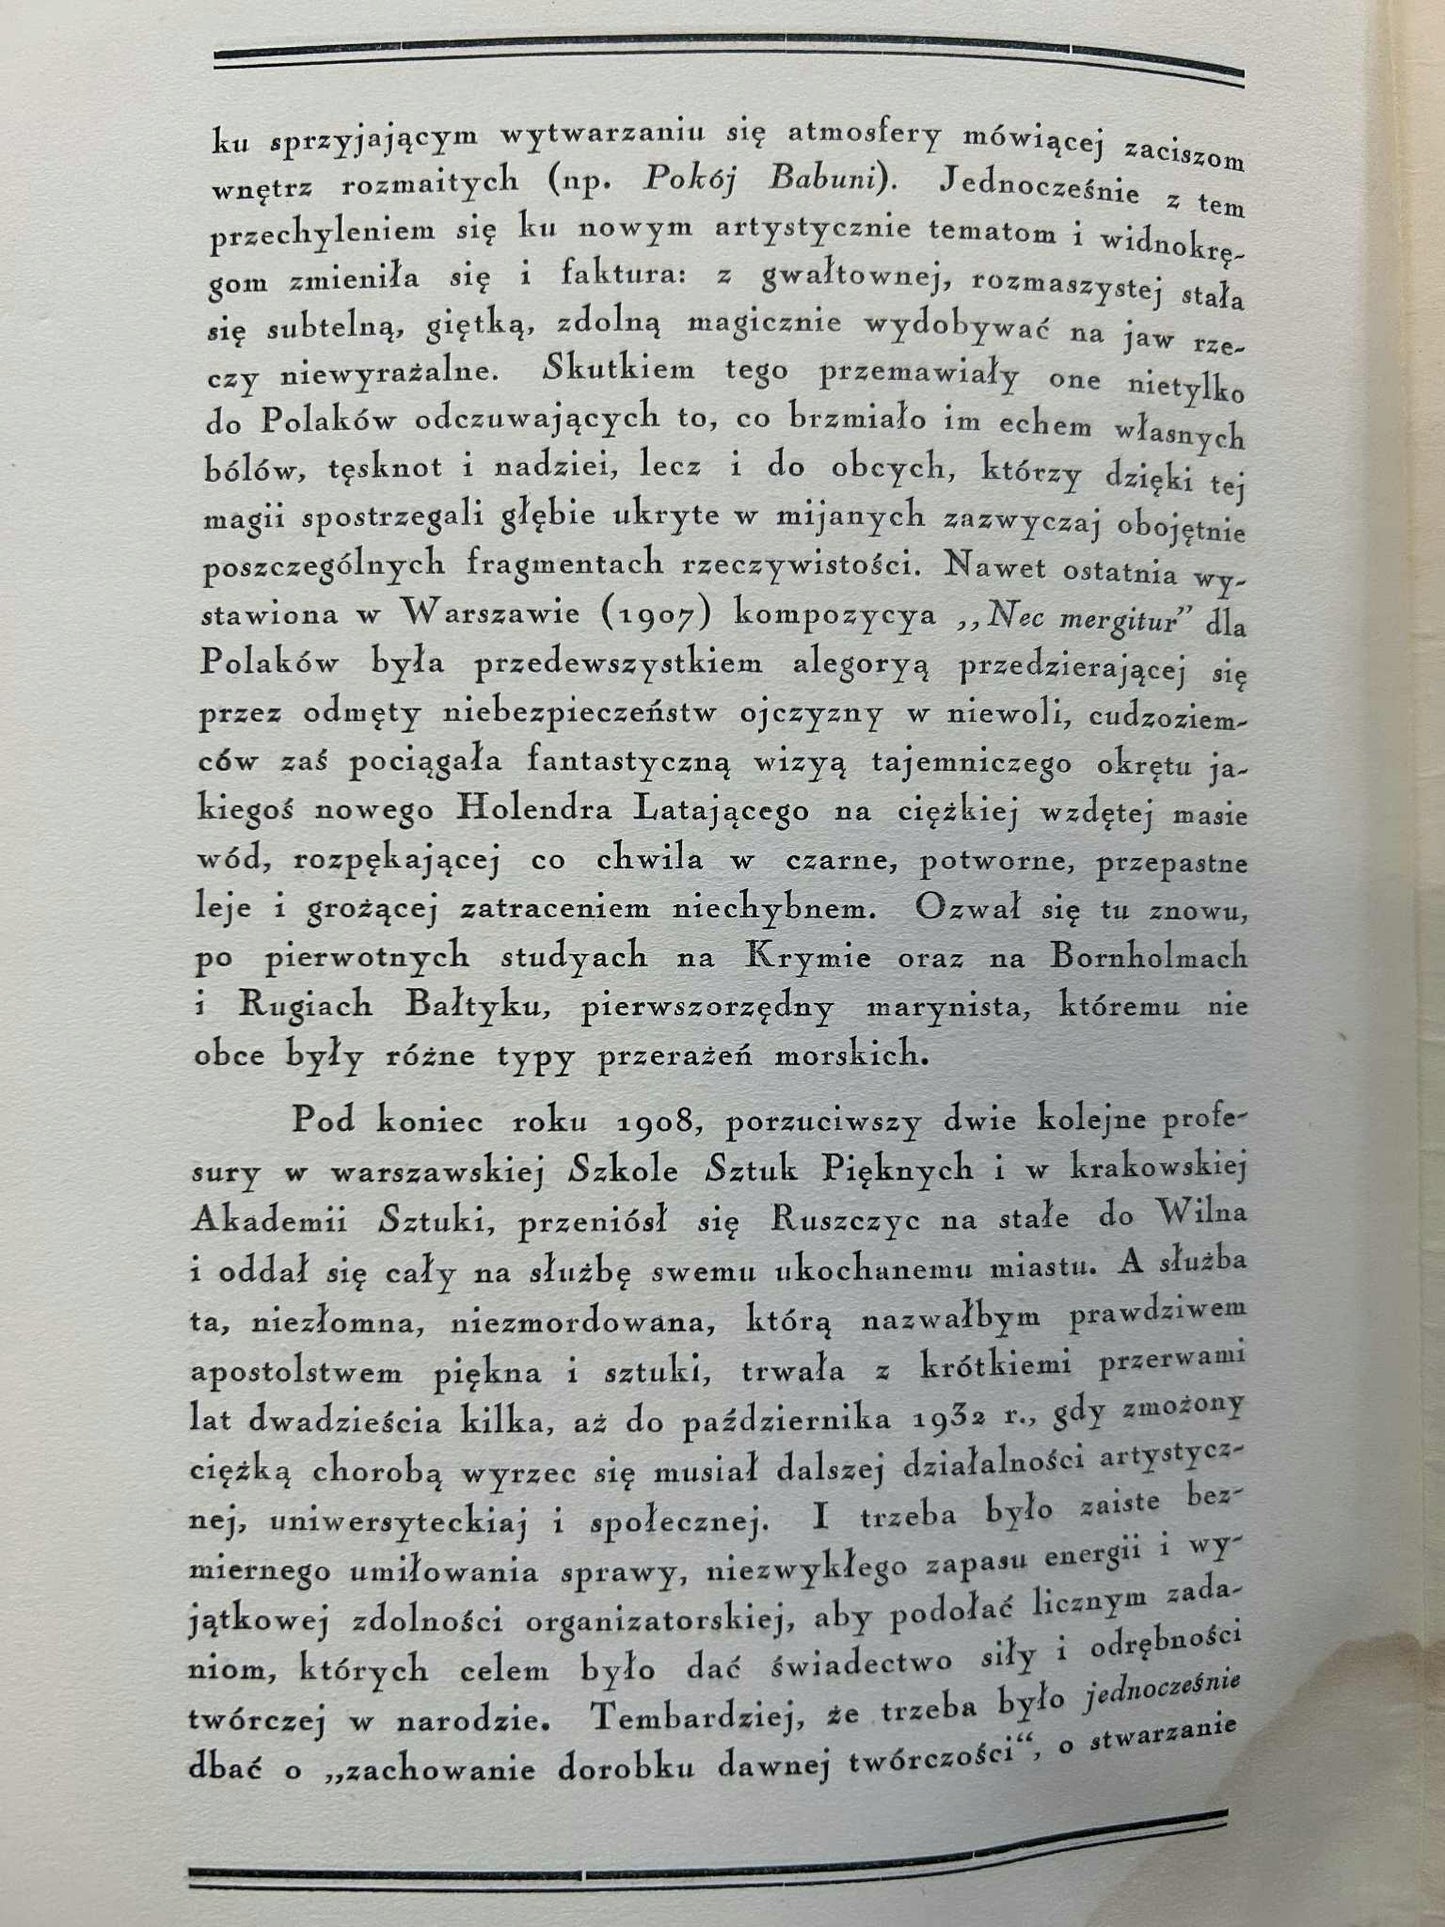 ku sprzyjającym wytwarzaniu się atmosfery mówiącej zaciszom
wnętrz rozmaitych (np. Pokój Babuni). Jednocześnie z tem
przechyleniem się ku nowym artystycznie tematom i widnokrę-
gom zmieniła się i faktura: z gwałtownej, rozmaszystej stała
się subtelną, giętką, zdolną magicznie wydobywać na jaw rze-
czy niewyrażalne. Skutkiem tego przemawiały one nietylko
do Polaków odczuwających to, co brzmiało im echem własnych
bólów, tęsknot i nadziei, lecz i do obcych, którzy dzięki tej
magii spostrzegali głębie ukryte w mijanych zazwyczaj obojętnie
poszczególnych fragmentach rzeczywistości. Nawet ostatnia wy-
stawiona w Warszawie (1907) kompozycya ,,Nec mergitur” dla
Polaków była przedewszystkiem alegoryą przedzierającej się
przez odmęty niebezpieczeństw ojczyzny w niewoli, cudzoziem-
ców zaś pociągała fantastyczną wizyą tajemniczego okrętu ja-
kiegoś nowego Holendra Latającego na ciężkiej wzdętej masie
wód, rozpękającej co chwila w czarne, potworne, przepastne
leje i grożącej zatraceniem niechybnem. Ozwał się tu znowu,
po pierwotnych studyach na Krymie oraz na Bornholmach
i Rugiach Bałtyku, pierwszorzędny marynista, któremu nie
obce były różne typy przerażeń morskich.
Pod koniec roku 1908, porzuciwszy dwie kolejne profe-
sury w warszawskiej Szkole Sztuk Pięknych i w krakowskiej
Akademii Sztuki, przeniósł się Ruszczyc na stałe do Wilna
i oddał się cały na służbę swemu ukochanemu miastu. A służba
ta, niezłomna, niezmordowana, którą nazwałbym prawdziwem
apostolstwem piękna i sztuki, trwała z krótkiemi przerwami
lat dwadzieścia kilka, aż do października 1932 r., gdy zmożony
ciężką chorobą wyrzec się musiał dalszej działalności artystycz-
nej, uniwersyteckiaj i społecznej. I trzeba było zaiste bez-
miernego umiłowania sprawy, niezwykłego zapasu energii i wy-
jątkowej zdolności organizatorskiej, aby podołać licznym zada-
niom, których celem było dać świadectwo siły i odrębności
twórczej w narodzie. Tembardziej, że trzeba było jednocześnie
dbać o „zachowanie dorobku dawnej twórczości“, o stwarzanie